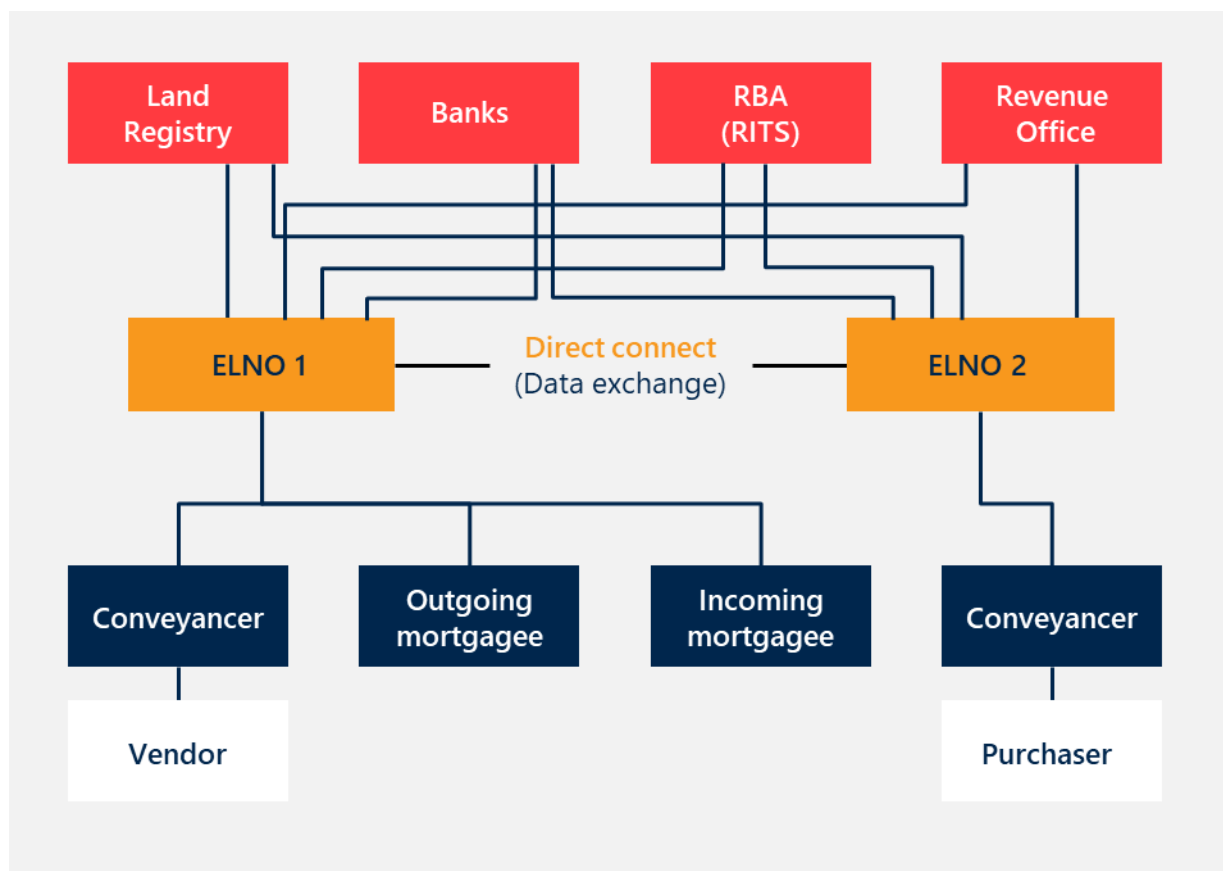 Land
Registry
Banks
RBA
(RITS)
Revenue
Office
ELNO 1
Direct connect
(Data exchange)
ELNO 2
Conveyancer
Outgoing
mortgagee
Incoming
mortgagee
Conveyancer
Vendor
Purchaser